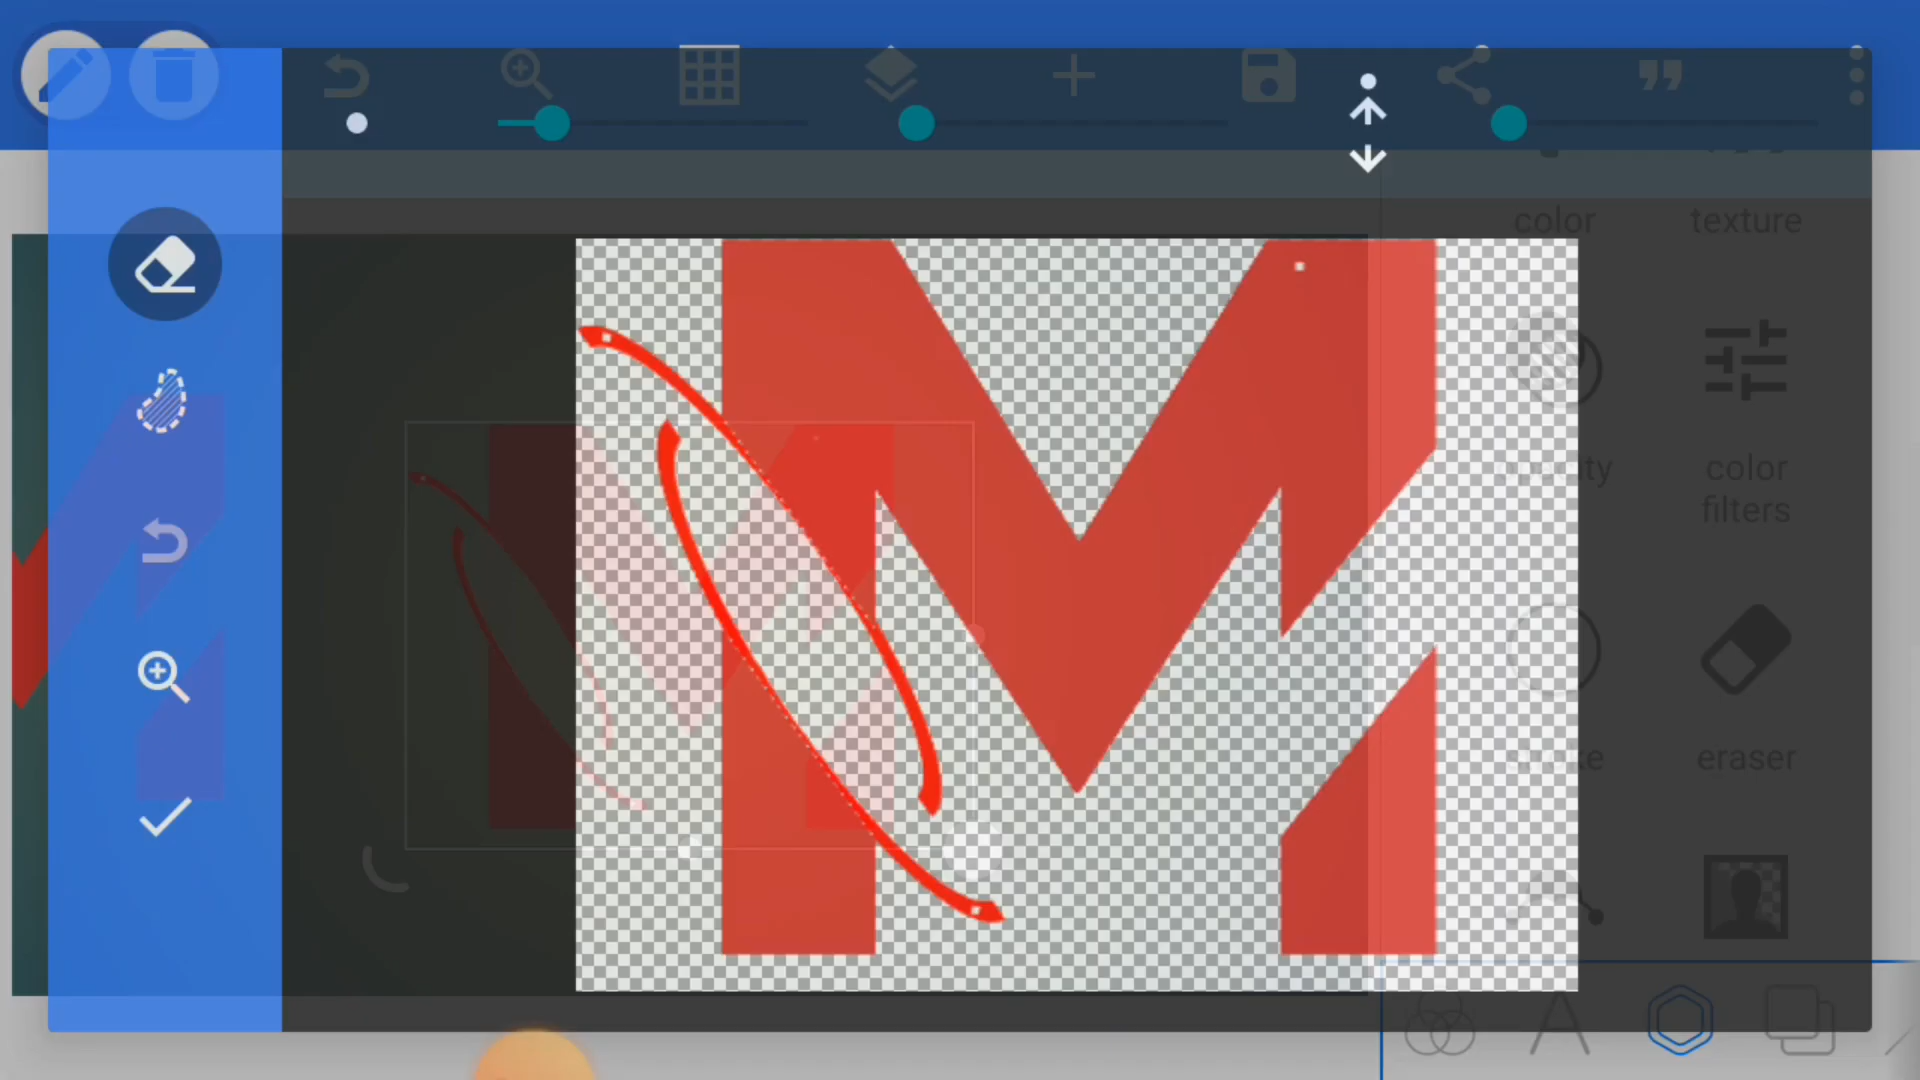 color texture
color
filters
eraser
M